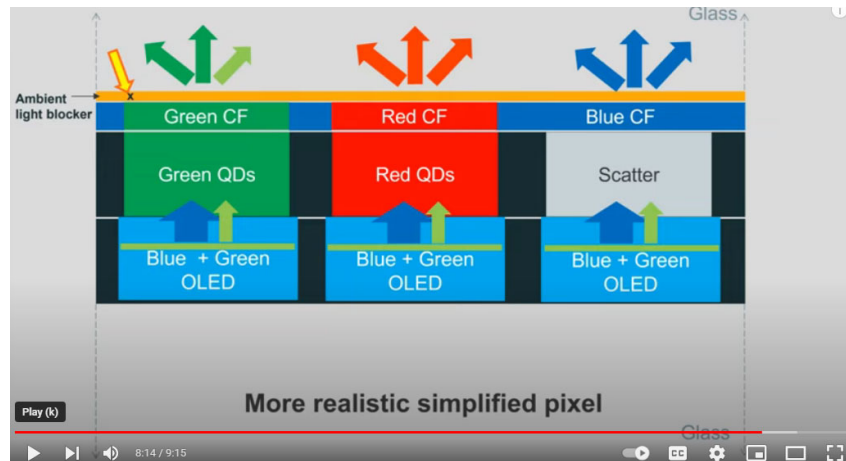 Glass
Ambient
light blocker
Green CF
Red CF
Blue CF
Green QDs
Red QDs
Scatter
Blue + Green
OLED
Blue + Green
OLED
Blue + Green
OLED
More realistic simplified pixel
Play (k)
Glass
8:14 / 9:15
CC